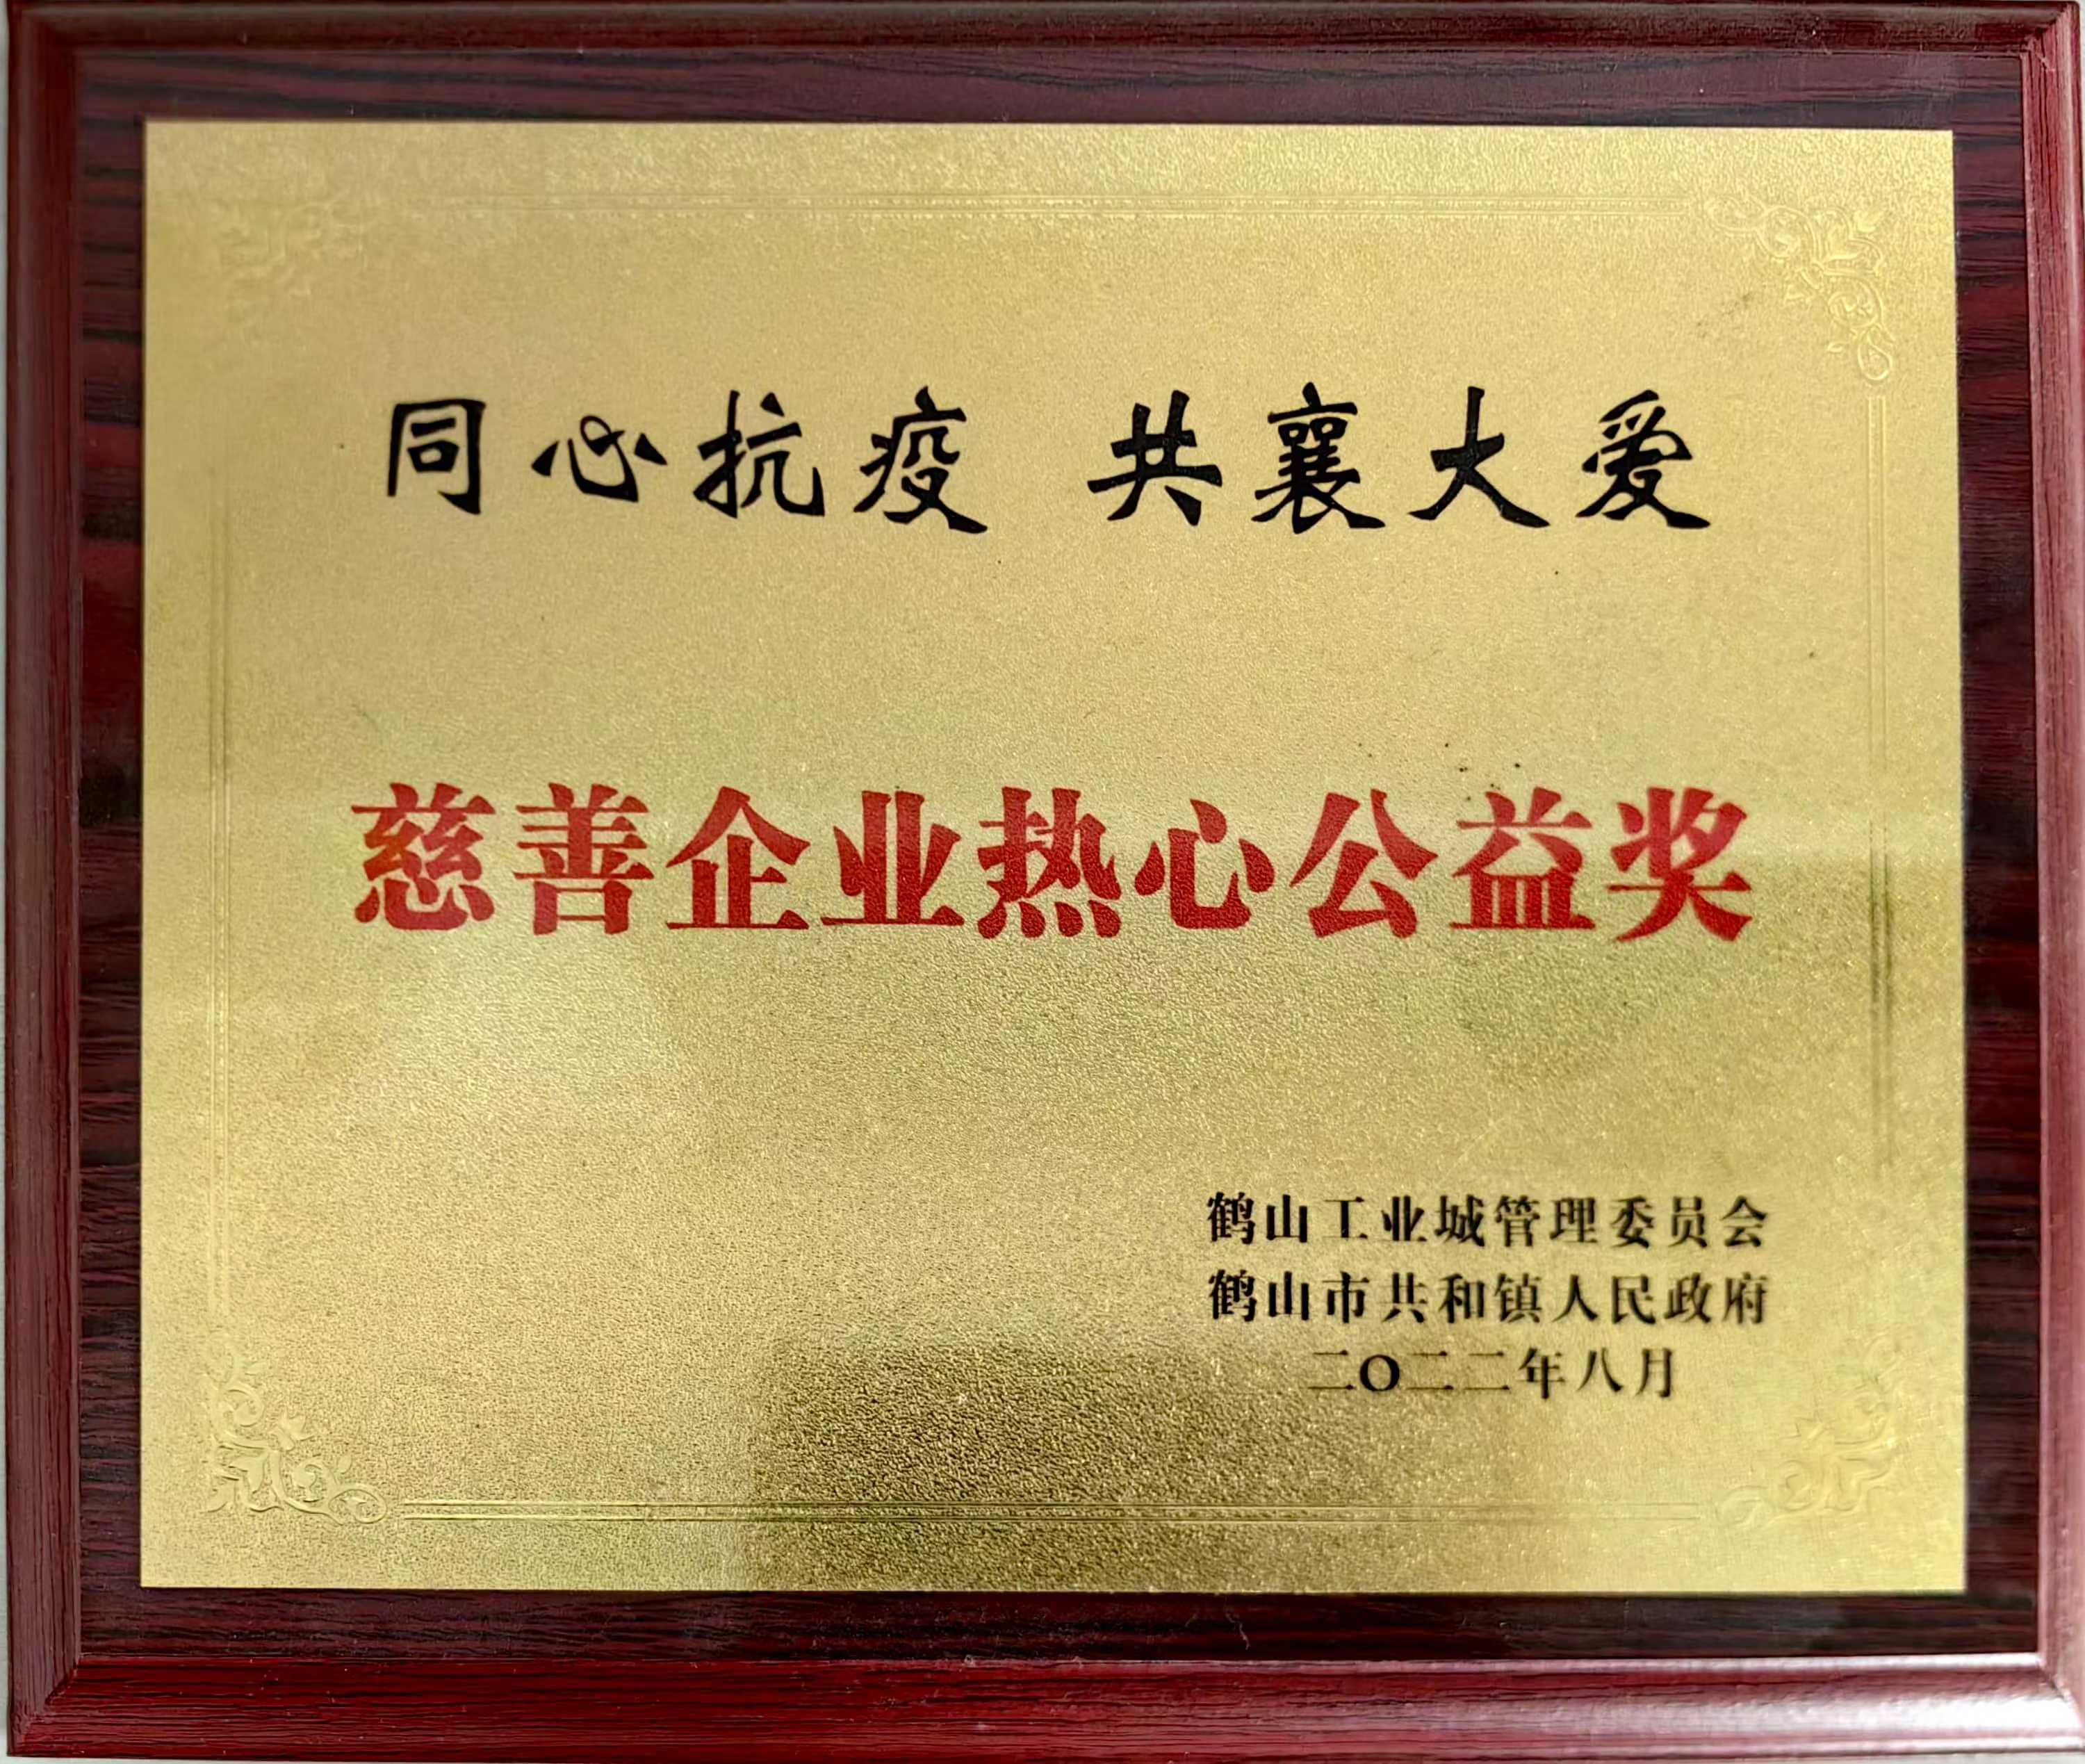 同心抗疫 共襄大爱
慈善企业热心公益奖
鹤山工业城管理委员会
鹤山市共和镇人民政府
二〇二二年八月